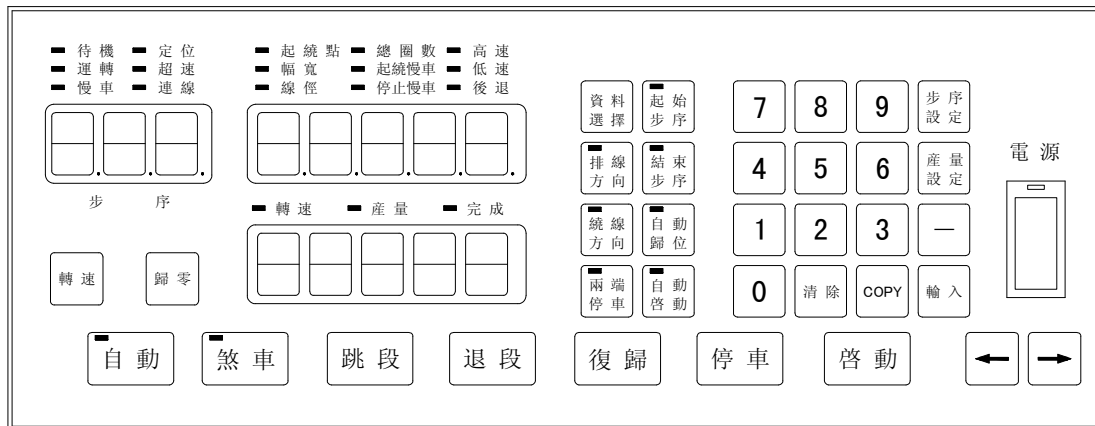 待機 定位
運轉 超速
慢車 連線
步 序
起繞點 總圈數 高速
幅寬 起繞慢車 低速
線徑 停止慢車 後退
轉速 產量 完成
轉速 歸零
資料選擇 起始步序
排線方向 結束步序
繞線方向 自動歸位
兩端停車 自動啓動
7 8 9 步序設定
4 5 6 產量設定
1 2 3 —
0 清除 COPY 輸入
電源
自動 煞車 跳段 退段 復歸 停車 啓動 ← →